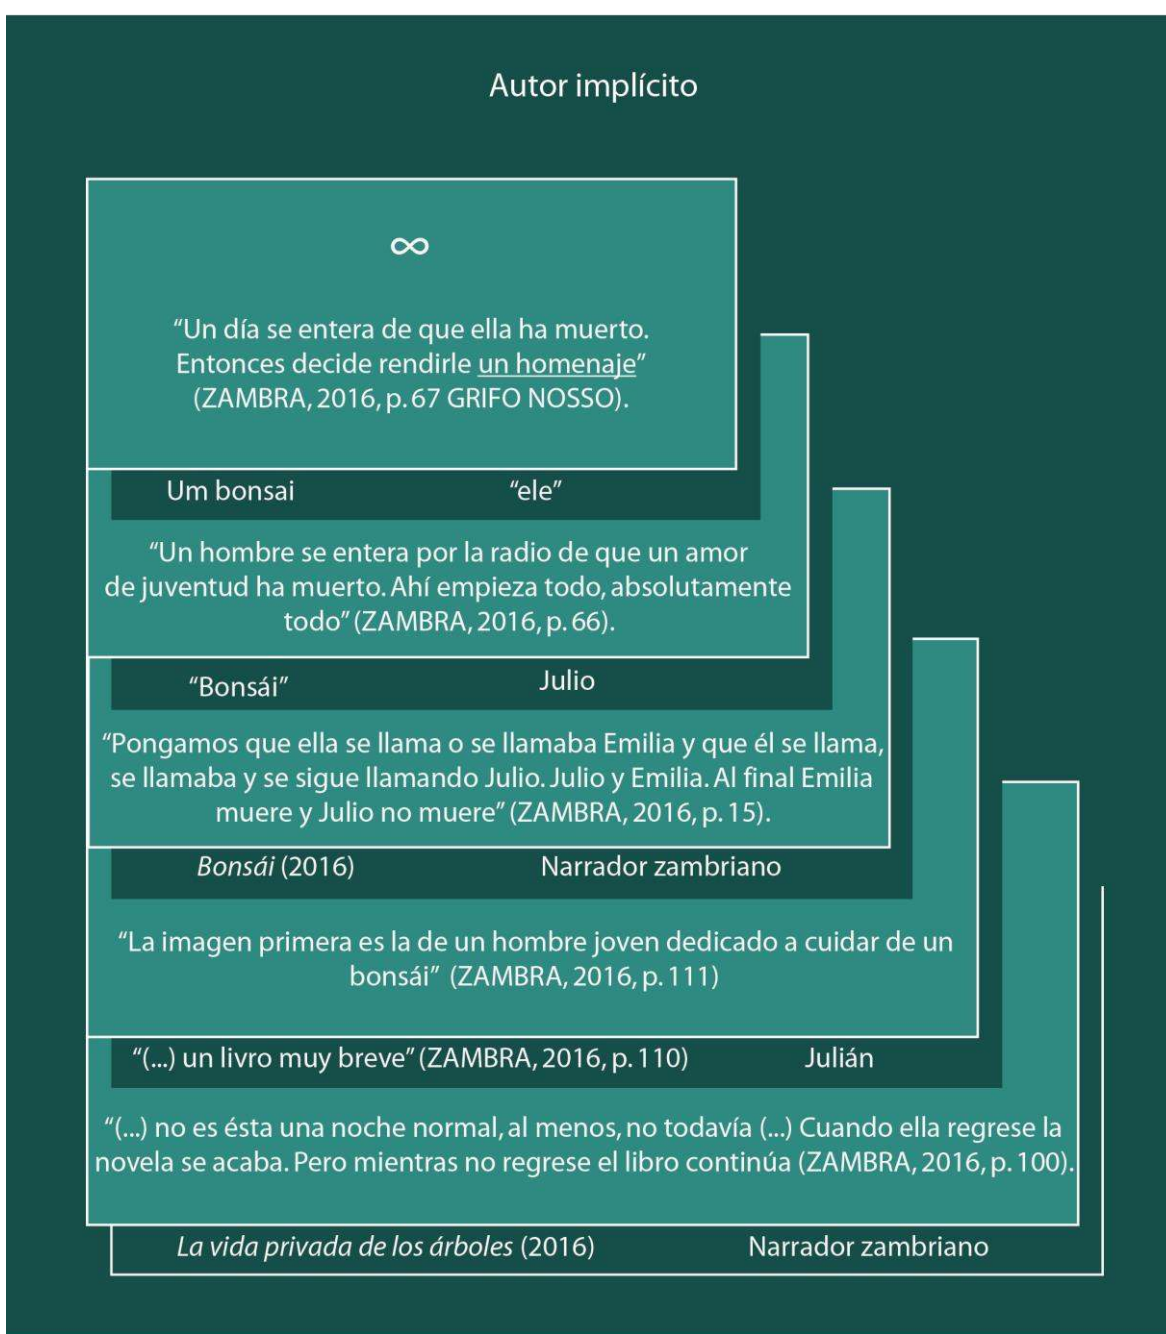 Autor implícito
∞
“Un día se entera de que ella ha muerto.
Entonces decide rendirle un homenaje”
(ZAMBRA, 2016, p. 67 GRIFO NOSSO).
Um bonsai “ele”
“Un hombre se entera por la radio de que un amor
de juventud ha muerto. Ahí empieza todo, absolutamente
todo” (ZAMBRA, 2016, p. 66).
“Bonsái” Julio
“Pongamos que ella se llama o se llamaba Emilia y que él se llama,
se llamaba y se sigue llamando Julio. Julio y Emilia. Al final Emilia
muere y Julio no muere” (ZAMBRA, 2016, p. 15).
Bonsái (2016) Narrador zambriano
“La imagen primera es la de un hombre joven dedicado a cuidar de un
bonsái” (ZAMBRA, 2016, p. 111)
“(...) un livro muy breve” (ZAMBRA, 2016, p. 110) Julián
“(...) no es ésta una noche normal, al menos, no todavía (...) Cuando ella regrese la
novela se acaba. Pero mientras no regrese el libro continúa (ZAMBRA, 2016, p. 100).
La vida privada de los árboles (2016) Narrador zambriano